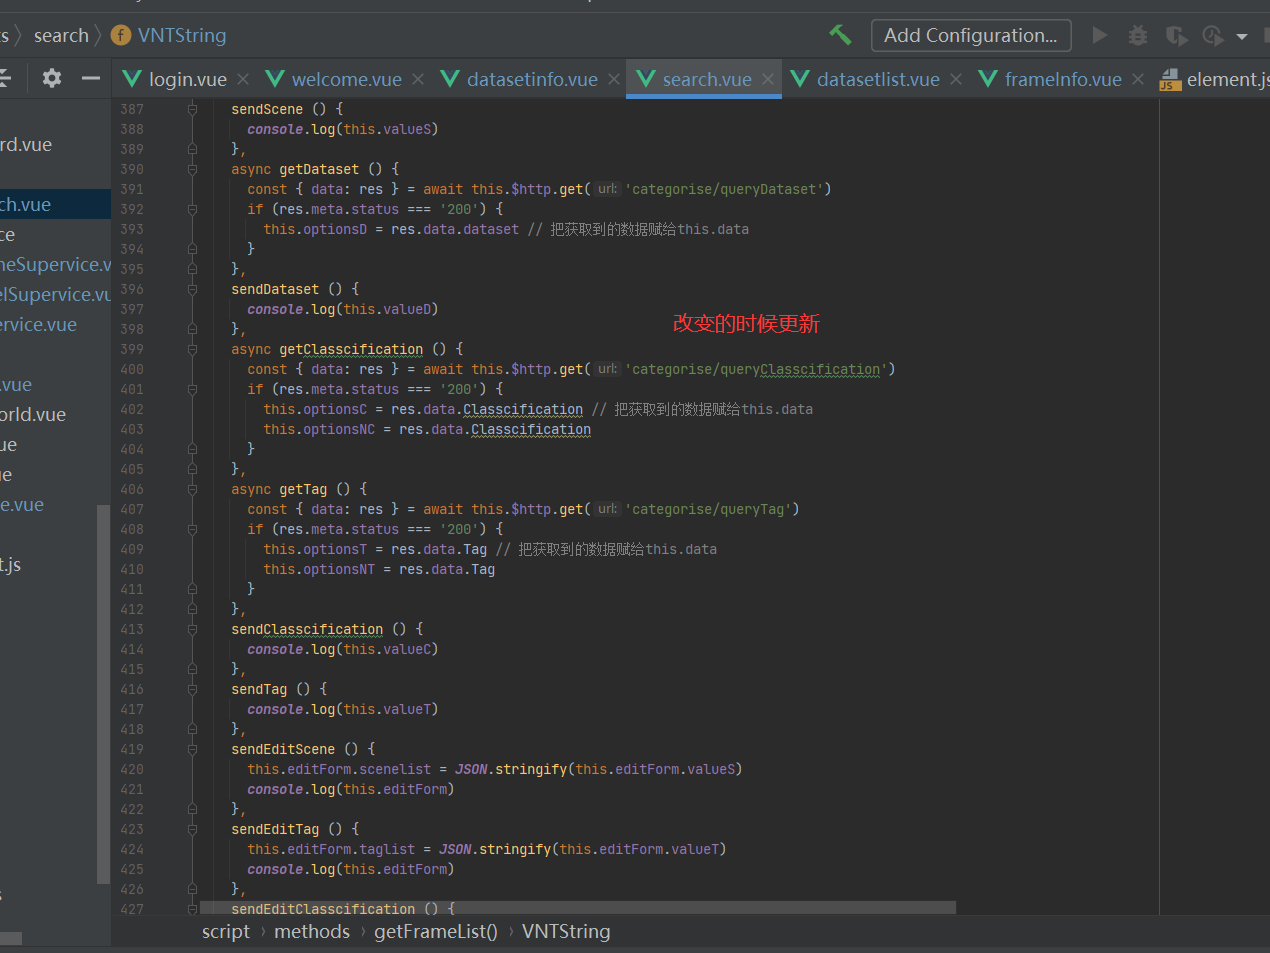 ts search VNTString Add Configuration...
login.vue welcome.vue datasetinfo.vue search.vue datasetlist.vue frameInfo.vue element.js
rd.vue
ch.vue
ce
neSupervice.v
elSupervice.vu
ervice.vue
.vue
orld.vue
ue
ue
e.vue
t.js
387 sendScene () {
388 console.log(this.valueS)
389 },
390 async getDataset () {
391 const { data: res } = await this.$http.get( url: 'categorise/queryDataset')
392 if (res.meta.status === '200') {
393 this.optionsD = res.data.dataset // 把获取到的数据赋给this.data
394 }
395 },
396 sendDataset () {
397 console.log(this.valueD)
改变的时候更新
398 },
399 async getClasscification () {
400 const { data: res } = await this.$http.get( url: 'categorise/queryClasscification')
401 if (res.meta.status === '200') {
402 this.optionsC = res.data.Classcification // 把获取到的数据赋给this.data
403 this.optionsNC = res.data.Classcification
404 }
405 },
406 async getTag () {
407 const { data: res } = await this.$http.get( url: 'categorise/queryTag')
408 if (res.meta.status === '200') {
409 this.optionsT = res.data.Tag // 把获取到的数据赋给this.data
410 this.optionsNT = res.data.Tag
411 }
412 },
413 sendClasscification () {
414 console.log(this.valueC)
415 },
416 sendTag () {
417 console.log(this.valueT)
418 },
419 sendEditScene () {
420 this.editForm.scenelist = JSON.stringify(this.editForm.valueS)
421 console.log(this.editForm)
422 },
423 sendEditTag () {
424 this.editForm.taglist = JSON.stringify(this.editForm.valueT)
425 console.log(this.editForm)
426 },
427 sendEditClasscification () {
script methods getFrameList() VNTString